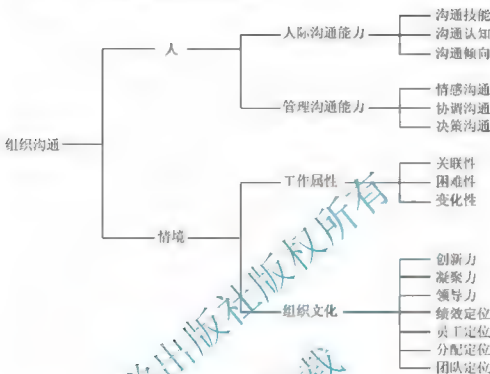 组织沟通
人
人际沟通能力
沟通技能
沟通认知
沟通倾向
管理沟通能力
情感沟通
协调沟通
决策沟通
情境
工作属性
关联性
困难性
变化性
组织文化
创新力
凝聚力
领导力
绩效定位
员工定位
分配定位
团队定位
出版社版权所有
载